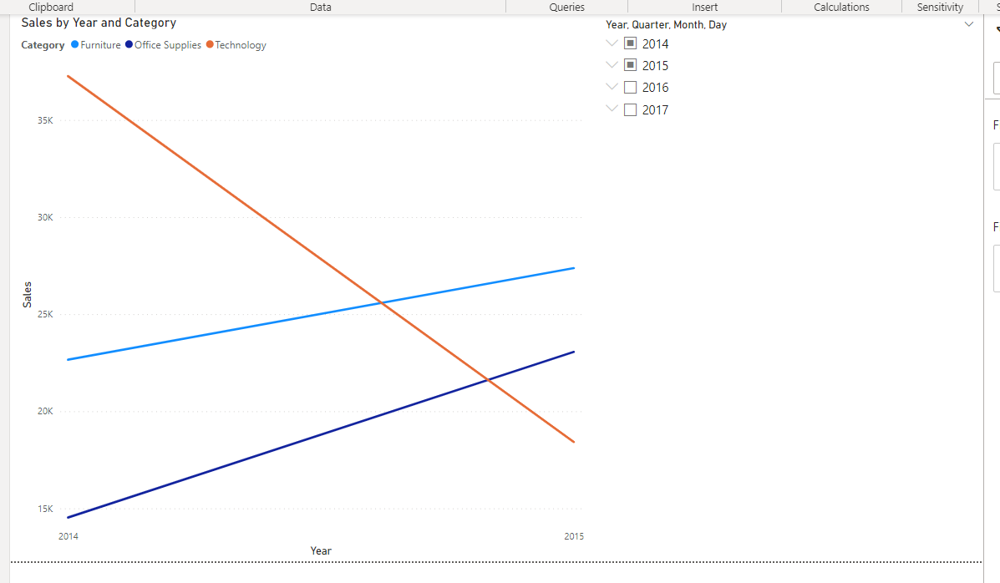 Clipboard Data Queries Insert Calculations Sensitivity
Sales by Year and Category
Category Furniture Office Supplies Technology
35K
30K
25K
20K
15K
Sales
2014 2015
Year
Year, Quarter, Month, Day
2014
2015
2016
2017
F
F